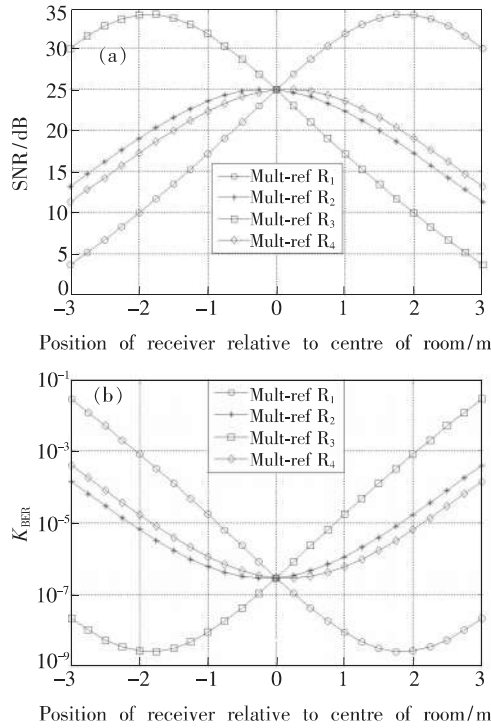 35
30
25
20
15
10
5
0
SNR/dB
(a)
Mult-ref R₁
Mult-ref R₂
Mult-ref R₃
Mult-ref R₄
-3 -2 -1 0 1 2 3
Position of receiver relative to centre of room/m
10⁻¹
10⁻³
10⁻⁵
10⁻⁷
10⁻⁹
K_BER
(b)
Mult-ref R₁
Mult-ref R₂
Mult-ref R₃
Mult-ref R₄
-3 -2 -1 0 1 2 3
Position of receiver relative to centre of room/m